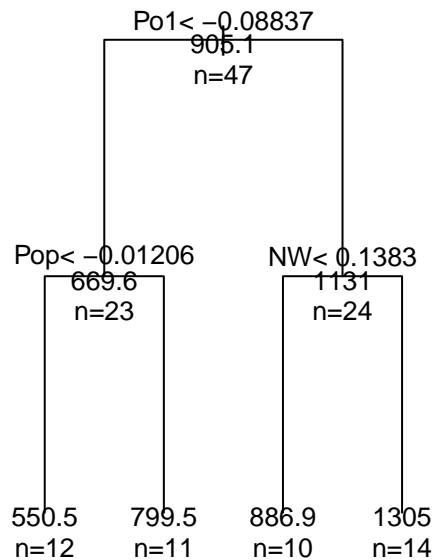 Po1< −0.08837
905.1
n=47
Pop< −0.01206
669.6
n=23
NW< 0.1383
1131
n=24
550.5
n=12
799.5
n=11
886.9
n=10
1305
n=14